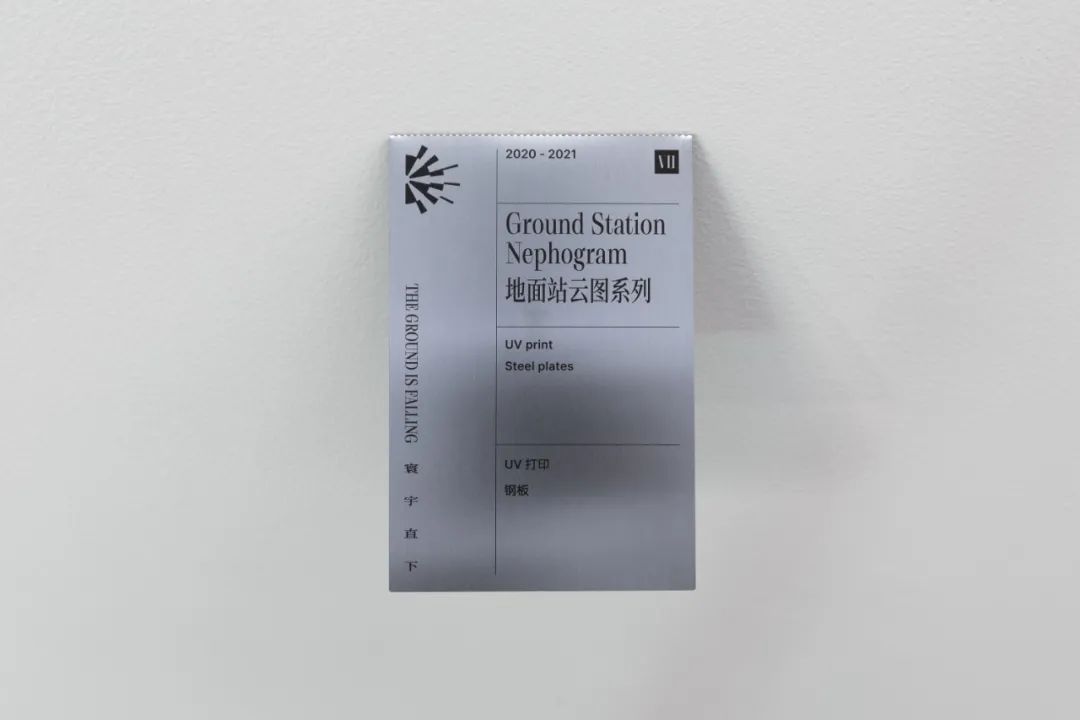 2020 - 2021
VII
Ground Station
Nephogram
地面站云图系列
UV print
Steel plates
UV 打印
钢板
THE GROUND IS FALLING
寰宇直下